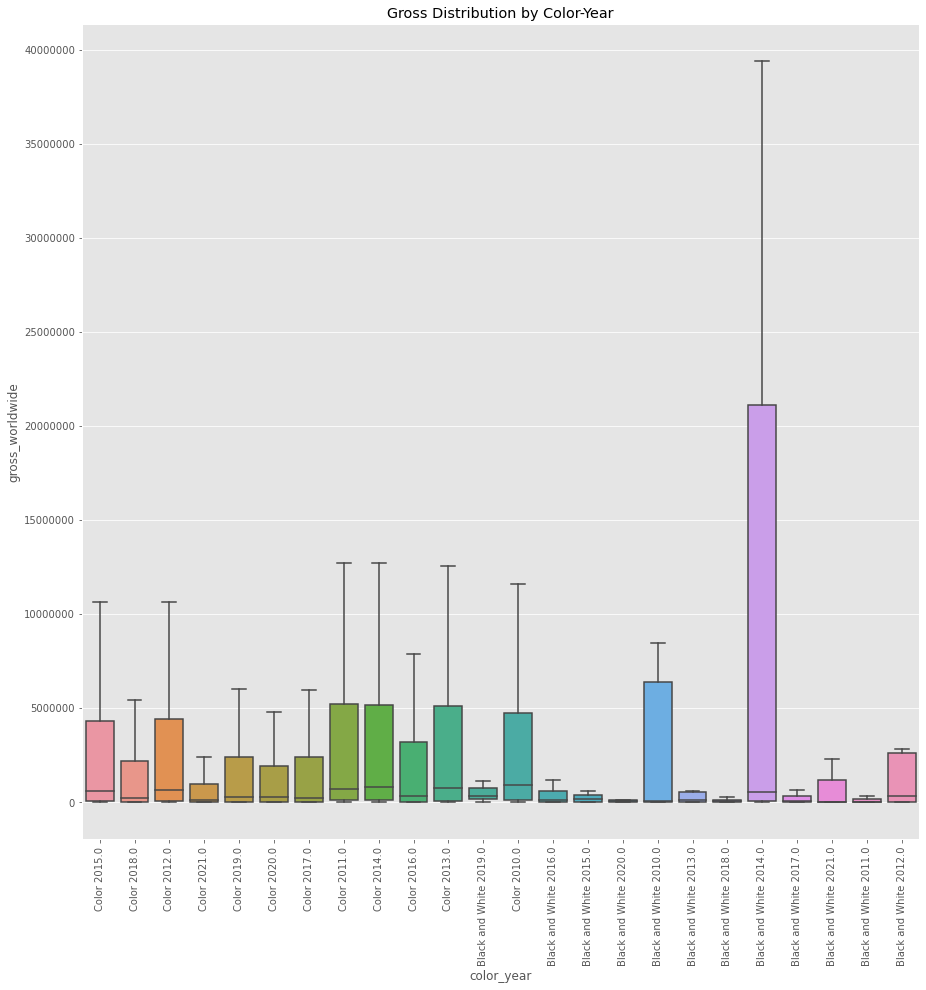 Gross Distribution by Color-Year
40000000
35000000
30000000
25000000
20000000
15000000
10000000
5000000
0
gross_worldwide
Color 2015.0
Color 2018.0
Color 2012.0
Color 2021.0
Color 2019.0
Color 2020.0
Color 2017.0
Color 2011.0
Color 2014.0
Color 2016.0
Color 2013.0
Black and White 2019.0
Color 2010.0
Black and White 2016.0
Black and White 2015.0
Black and White 2020.0
Black and White 2010.0
Black and White 2013.0
Black and White 2018.0
Black and White 2014.0
Black and White 2017.0
Black and White 2021.0
Black and White 2011.0
Black and White 2012.0
color_year